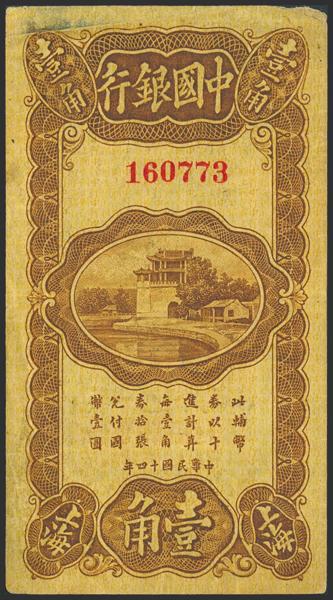 壹角
中國銀行
壹角
160773
此輔幣
券以十
進計算
每壹角
券拾張
兌付國
幣壹圓
中華民國十四年
上海
壹角
上海